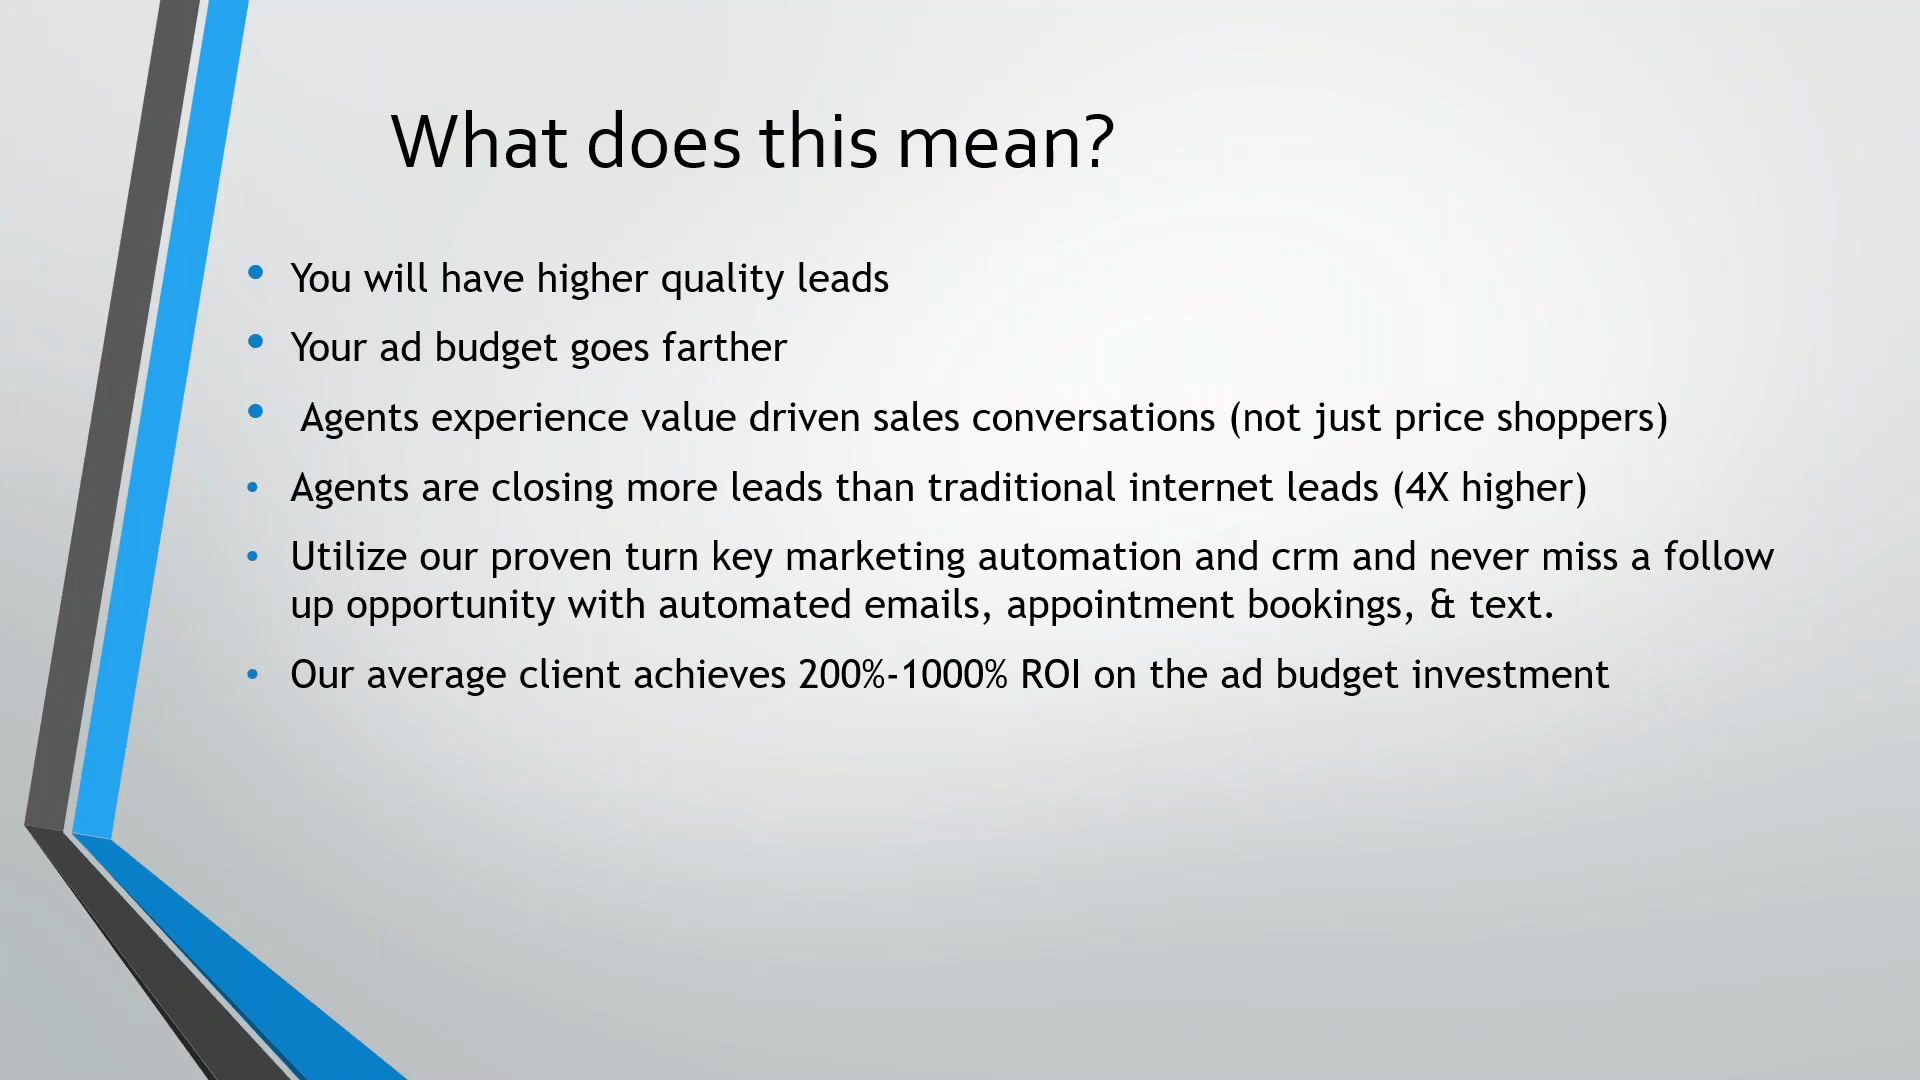 What does this mean?
• You will have higher quality leads
• Your ad budget goes farther
• Agents experience value driven sales conversations (not just price shoppers)
• Agents are closing more leads than traditional internet leads (4X higher)
• Utilize our proven turn key marketing automation and crm and never miss a follow
up opportunity with automated emails, appointment bookings, & text.
• Our average client achieves 200%-1000% ROI on the ad budget investment